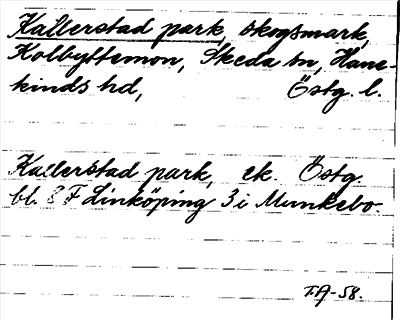 Kallerstad park, skogsmark,
Kolbyttemon, Skeda sn, Hane-
kinds hd, Östg. l.
Kallerstad park, ek. Östg.
bl. 8 F Linköping 3 i Munkebo
F.A-58.